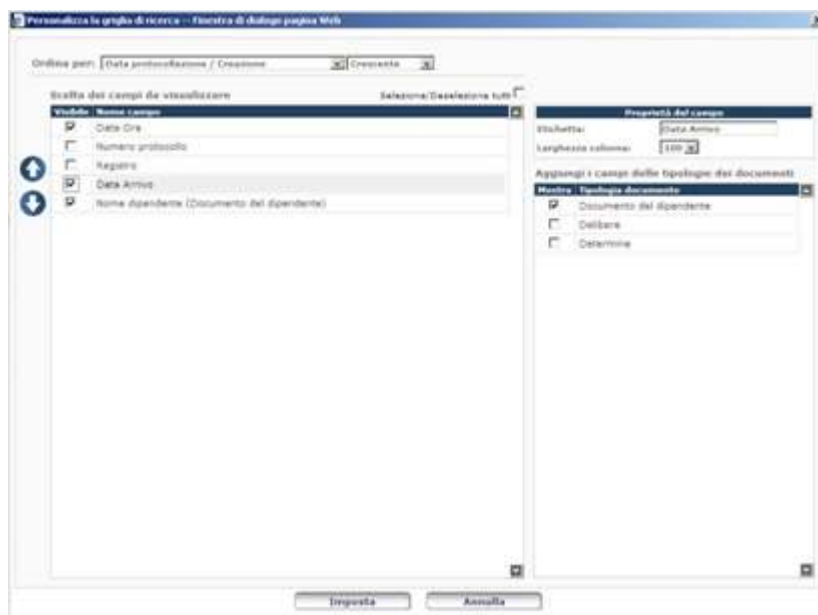 Personalizza la griglia di ricerca -- Finestra di dialogo pagina Web
Ordina per: Data protocollazione / Creazione Crescente
Scelta dei campi da visualizzare Seleziona/Deseleziona tutti
Visibile Nome campo
Data Ora
Numero protocollo
Registro
Data Arrivo
Nome dipendente (Documento del dipendente)
Proprietà del campo
Etichetta: Data Arrivo
Larghezza colonna: 100
Aggiungi i campi delle tipologie dei documenti
Mostra Tipologia documento
Documento del dipendente
Delibere
Determine
Imposta Annulla